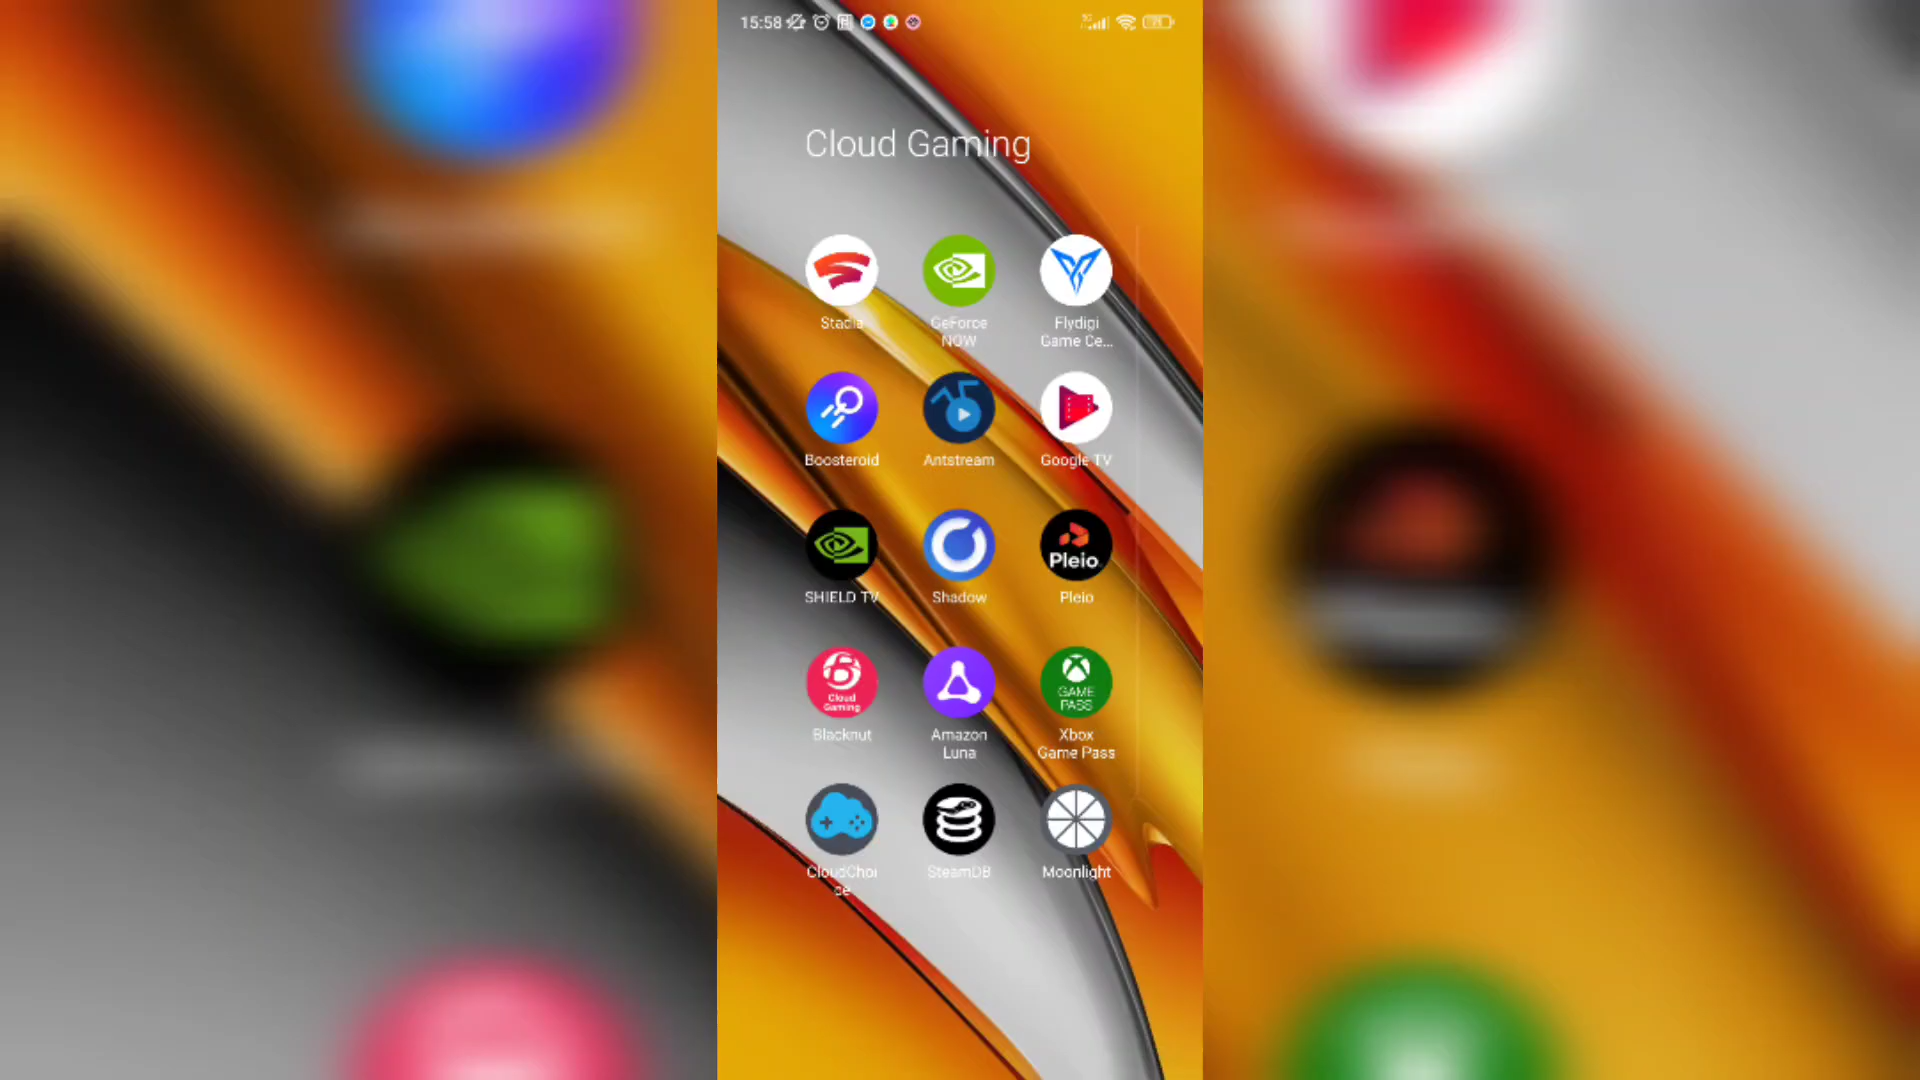 15:58
Cloud Gaming
Stadia
GeForce
NOW
Flydigi
Game Ce...
Boosteroid
Antstream
Google TV
SHIELD TV
Shadow
Pleio
Pleio
B
Cloud
Gaming
Blacknut
Amazon
Luna
GAME
PASS
Xbox
Game Pass
CloudChoi
ce
SteamDB
Moonlight